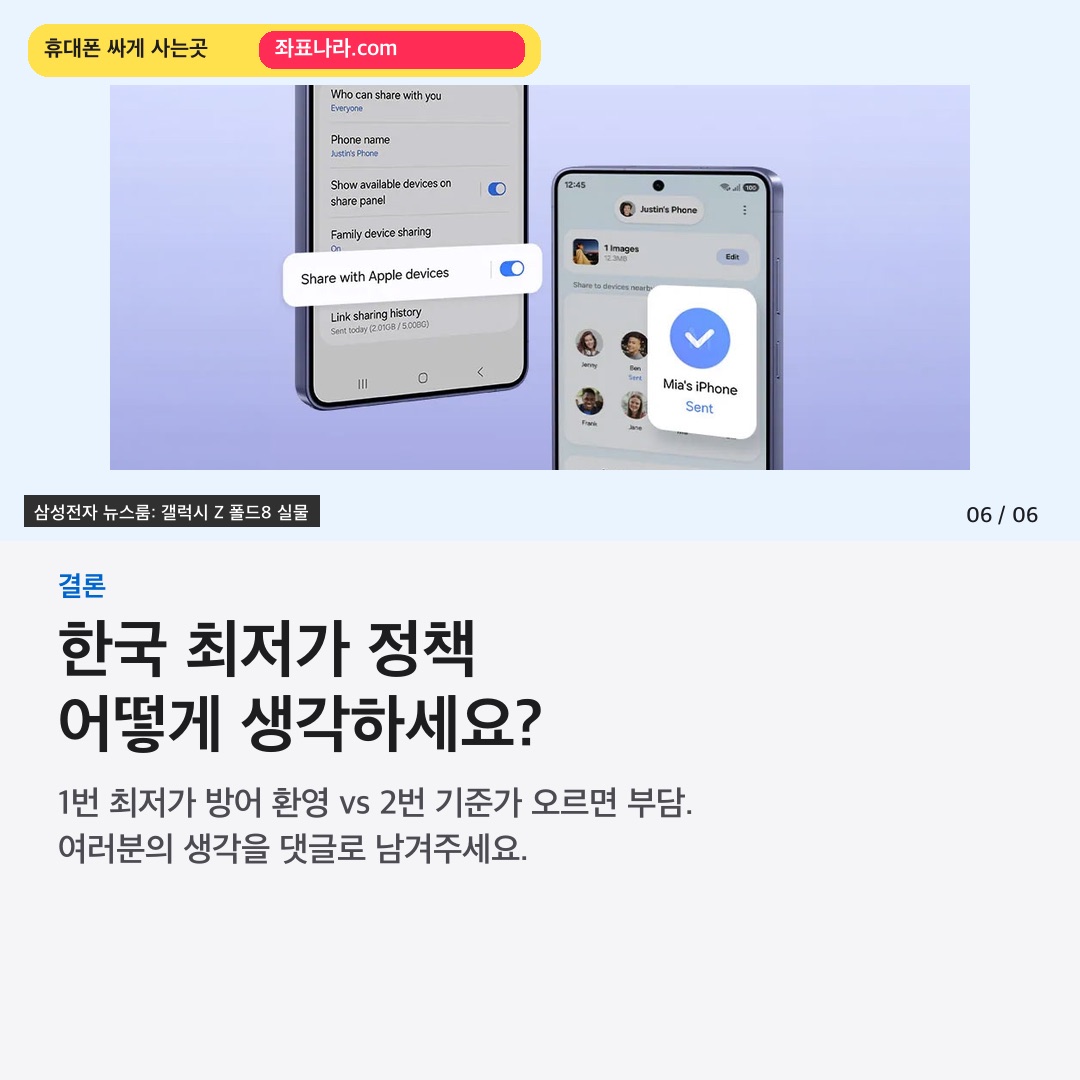 휴대폰 싸게 사는곳
좌표나라.com
Who can share with you
Everyone
Phone name
Justin's Phone
Show available devices on
share panel
Family device sharing
On
Share with Apple devices
Link sharing history
Sent today (2.01GB / 5.00BG)
12:45
100
Justin's Phone
1 Images
12.3MB
Edit
Share to devices nearby
Jenny
Ben
Sent
Frank
Jane
Mia's iPhone
Sent
삼성전자 뉴스룸: 갤럭시 Z 폴드8 실물
06 / 06
결론
한국 최저가 정책
어떻게 생각하세요?
1번 최저가 방어 환영 vs 2번 기준가 오르면 부담.
여러분의 생각을 댓글로 남겨주세요.